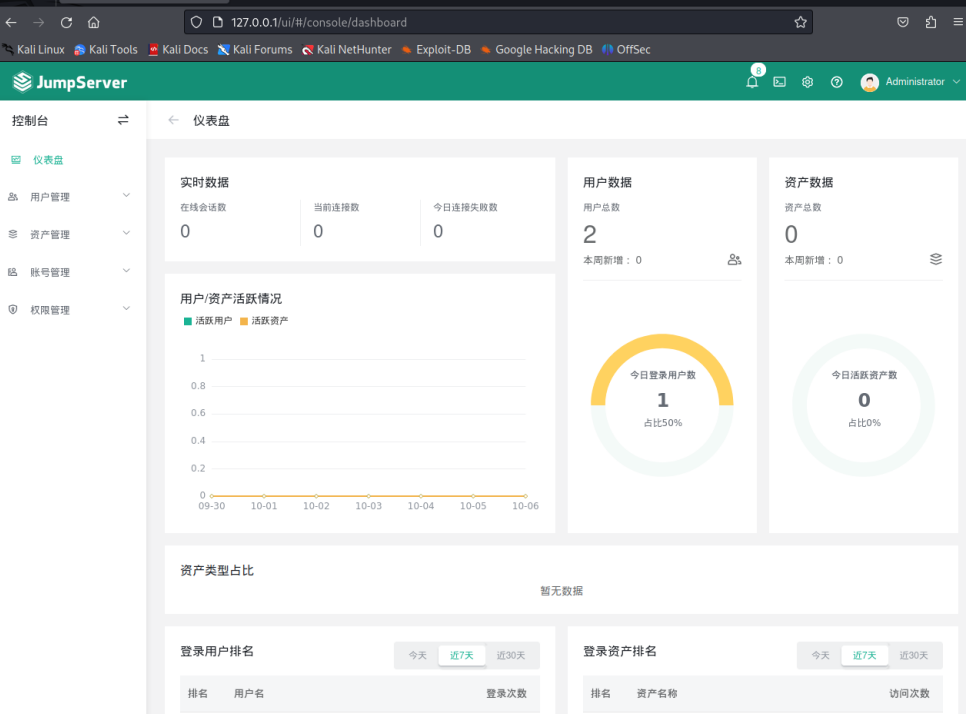 127.0.0.1/ui/#/console/dashboard
Kali Linux Kali Tools Kali Docs Kali Forums Kali NetHunter Exploit-DB Google Hacking DB OffSec
JumpServer 8 Administrator
控制台
仪表盘
用户管理
资产管理
账号管理
权限管理
仪表盘
实时数据
在线会话数 当前连接数 今日连接失败数
0 0 0
用户数据
用户总数
2
本周新增： 0
今日登录用户数
1
占比50%
资产数据
资产总数
0
本周新增： 0
今日活跃资产数
0
占比0%
用户/资产活跃情况
活跃用户 活跃资产
1
0.8
0.6
0.4
0.2
0
09-30 10-01 10-02 10-03 10-04 10-05 10-06
资产类型占比
暂无数据
登录用户排名 今天 近7天 近30天
排名 用户名 登录次数
登录资产排名 今天 近7天 近30天
排名 资产名称 访问次数